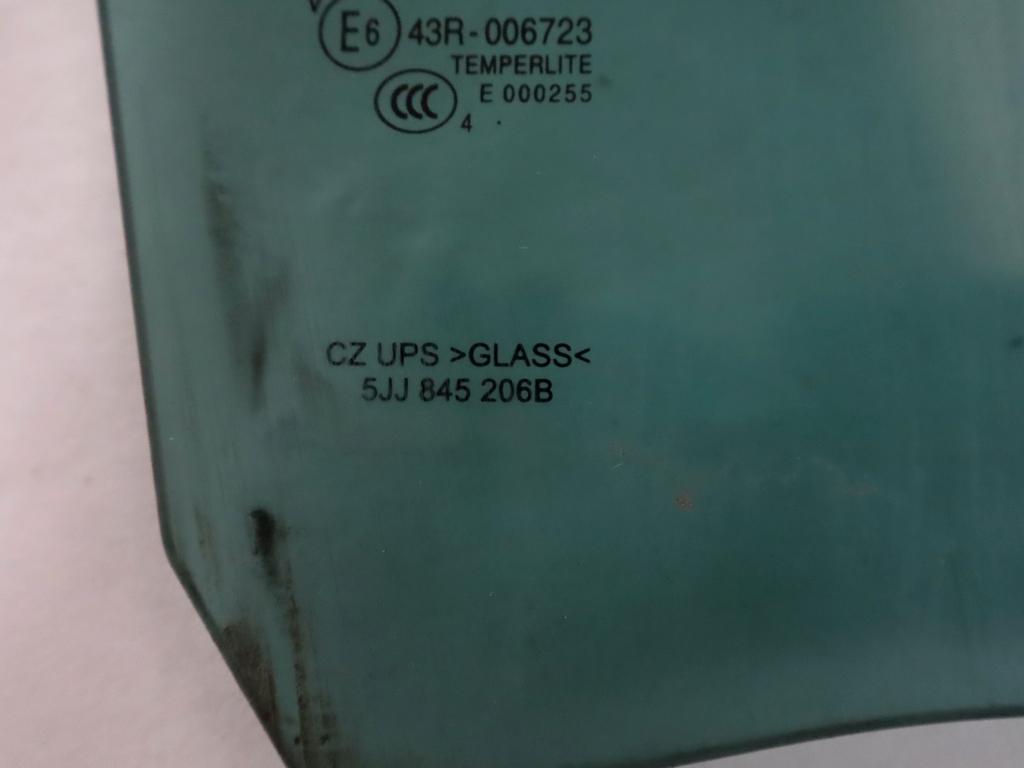 E6 43R-006723
TEMPERLITE
CCC E 000255
4
CZ UPS >GLASS<
5JJ 845 206B